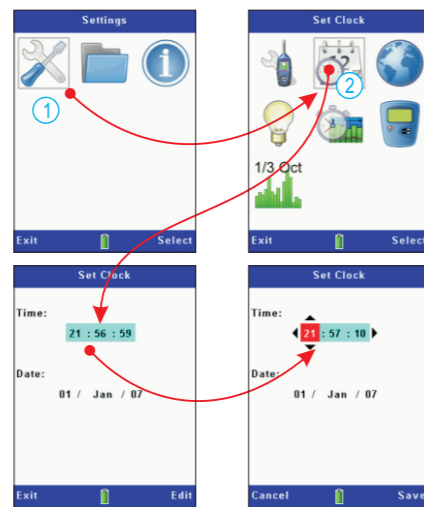 Settings
1
Exit Select
Set Clock
12
2
1/3 Oct
Exit Select
Set Clock
Time:
21 : 56 : 59
Date:
01 / Jan / 07
Exit Edit
Set Clock
Time:
21 : 57 : 10
Date:
01 / Jan / 07
Cancel Save